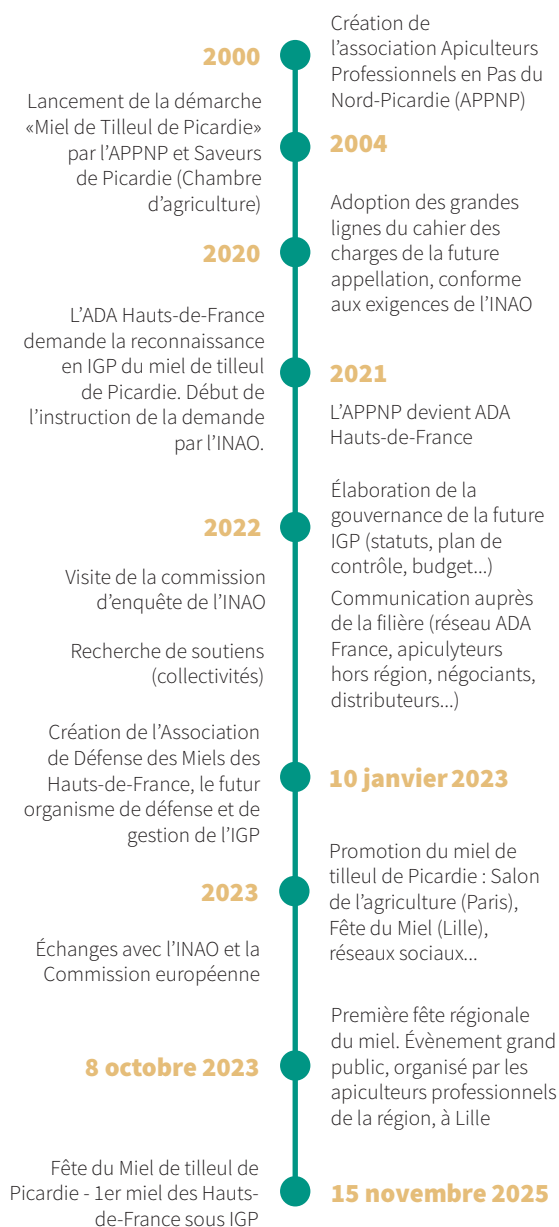 2000
Création de
l'association Apiculteurs
Professionnels en Pas du
Nord-Picardie (APPNP)
Lancement de la démarche
«Miel de Tilleul de Picardie»
par l'APPNP et Saveurs
de Picardie (Chambre
d'agriculture)
2004
2020
Adoption des grandes
lignes du cahier des
charges de la future
appellation, conforme
aux exigences de l'INAO
L'ADA Hauts-de-France
demande la reconnaissance
en IGP du miel de tilleul
de Picardie. Début de
l'instruction de la demande
par l'INAO.
2021
L'APPNP devient ADA
Hauts-de-France
2022
Visite de la commission
d'enquête de l'INAO
Recherche de soutiens
(collectivités)
Élaboration de la
gouvernance de la future
IGP (statuts, plan de
contrôle, budget...)
Communication auprès
de la filière (réseau ADA
France, apiculyteurs
hors région, négociants,
distributeurs...)
Création de l'Association
de Défense des Miels des
Hauts-de-France, le futur
organisme de défense et de
gestion de l'IGP
10 janvier 2023
2023
Échanges avec l'INAO et la
Commission européenne
Promotion du miel de
tilleul de Picardie : Salon
de l'agriculture (Paris),
Fête du Miel (Lille),
réseaux sociaux...
8 octobre 2023
Première fête régionale
du miel. Évènement grand
public, organisé par les
apiculteurs professionnels
de la région, à Lille
Fête du Miel de tilleul de
Picardie - 1er miel des Hauts-
de-France sous IGP
15 novembre 2025